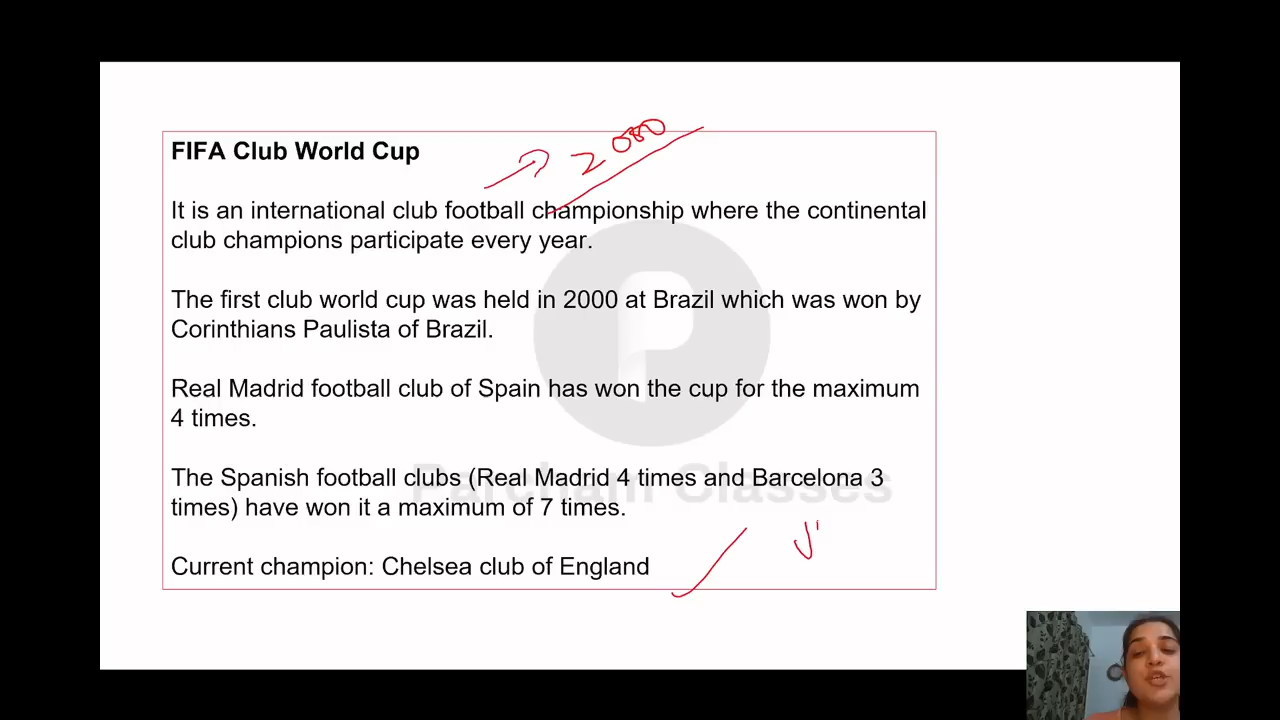 FIFA Club World Cup
2000
It is an international club football championship where the continental
club champions participate every year.
The first club world cup was held in 2000 at Brazil which was won by
Corinthians Paulista of Brazil.
Real Madrid football club of Spain has won the cup for the maximum
4 times.
The Spanish football clubs (Real Madrid 4 times and Barcelona 3
times) have won it a maximum of 7 times.
Parcham Classes
Current champion: Chelsea club of England